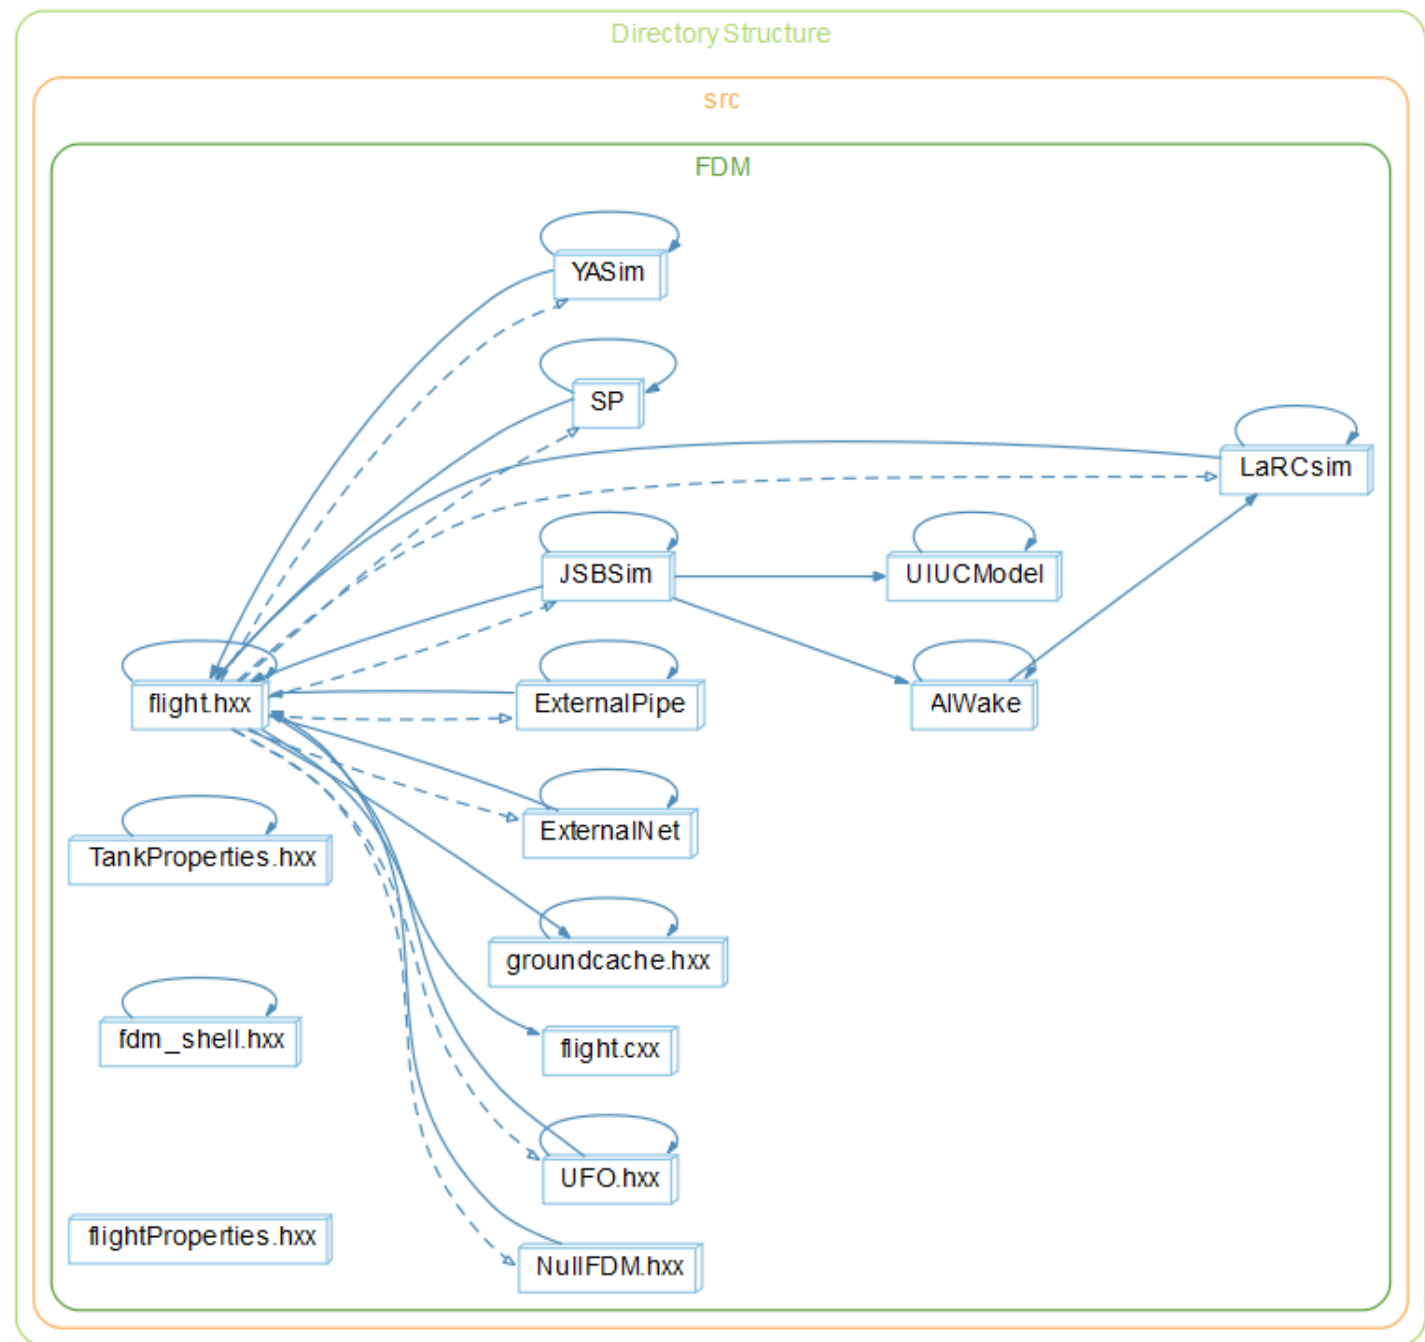 Directory Structure
src
FDM
YASim
SP
LaRCsim
JSBSim
UIUCModel
flight.hxx
ExternalPipe
AIWake
ExternalNet
TankProperties.hxx
groundcache.hxx
fdm_shell.hxx
flight.cxx
UFO.hxx
flightProperties.hxx
NullFDM.hxx